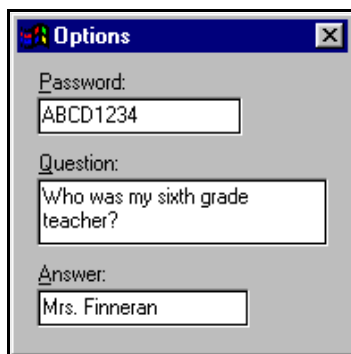 Options
Password:
ABCD1234
Question:
Who was my sixth grade
teacher?
Answer:
Mrs. Finneran